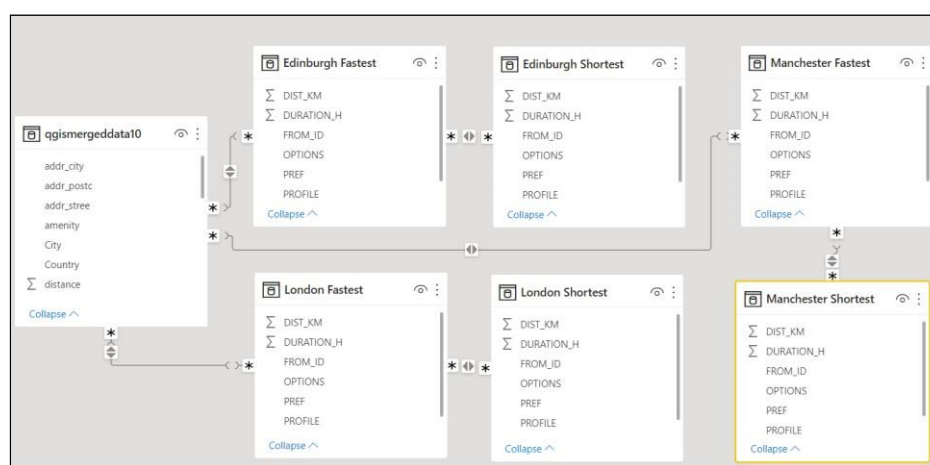 qgismergeddata10
addr_city
addr_postc
addr_stree
amenity
City
Country
Σ distance
Collapse
Edinburgh Fastest
Σ DIST_KM
Σ DURATION_H
FROM_ID
OPTIONS
PREF
PROFILE
Collapse
Edinburgh Shortest
Σ DIST_KM
Σ DURATION_H
FROM_ID
OPTIONS
PREF
PROFILE
Collapse
Manchester Fastest
Σ DIST_KM
Σ DURATION_H
FROM_ID
OPTIONS
PREF
PROFILE
Collapse
London Fastest
Σ DIST_KM
Σ DURATION_H
FROM_ID
OPTIONS
PREF
PROFILE
Collapse
London Shortest
Σ DIST_KM
Σ DURATION_H
FROM_ID
OPTIONS
PREF
PROFILE
Collapse
Manchester Shortest
Σ DIST_KM
Σ DURATION_H
FROM_ID
OPTIONS
PREF
PROFILE
Collapse